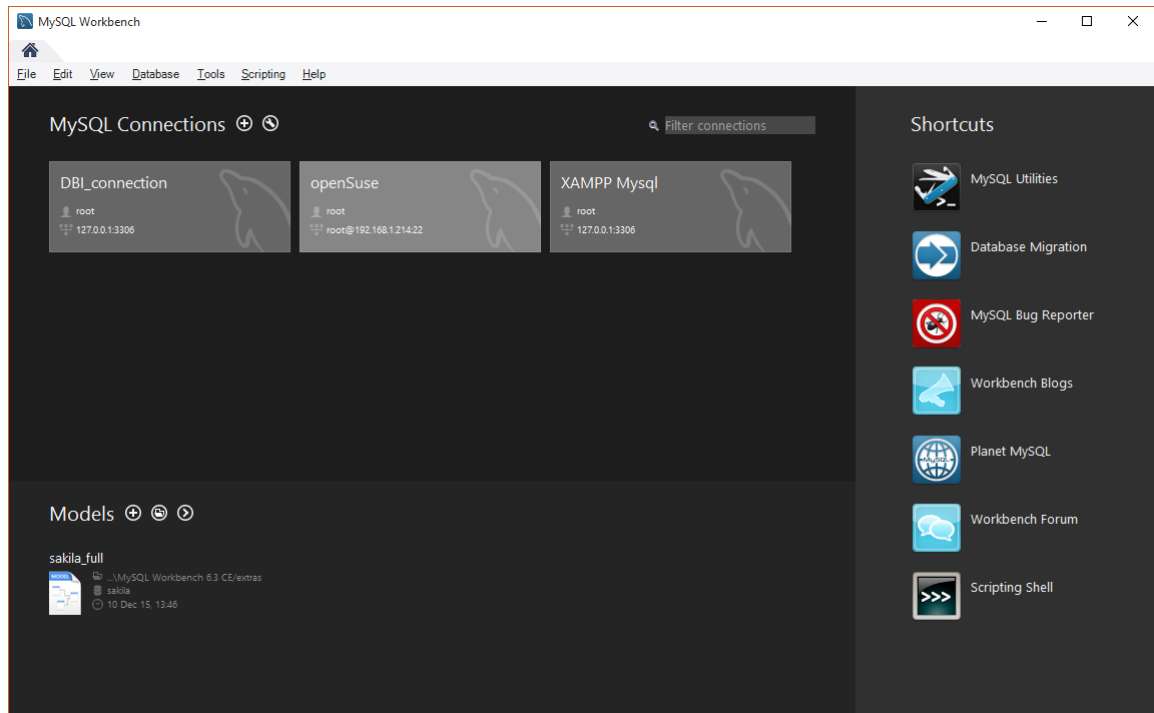 MySQL Workbench
File Edit View Database Tools Scripting Help
MySQL Connections
Filter connections
DBI_connection
root
127.0.0.1:3306
openSuse
root
root@192.168.1.214:22
XAMPP Mysql
root
127.0.0.1:3306
Models
sakila_full
MODEL
...\MySQL Workbench 6.3 CE/extras
sakila
10 Dec 15, 13:46
Shortcuts
MySQL Utilities
Database Migration
MySQL Bug Reporter
Workbench Blogs
MySQL
Planet MySQL
Workbench Forum
>>>
Scripting Shell